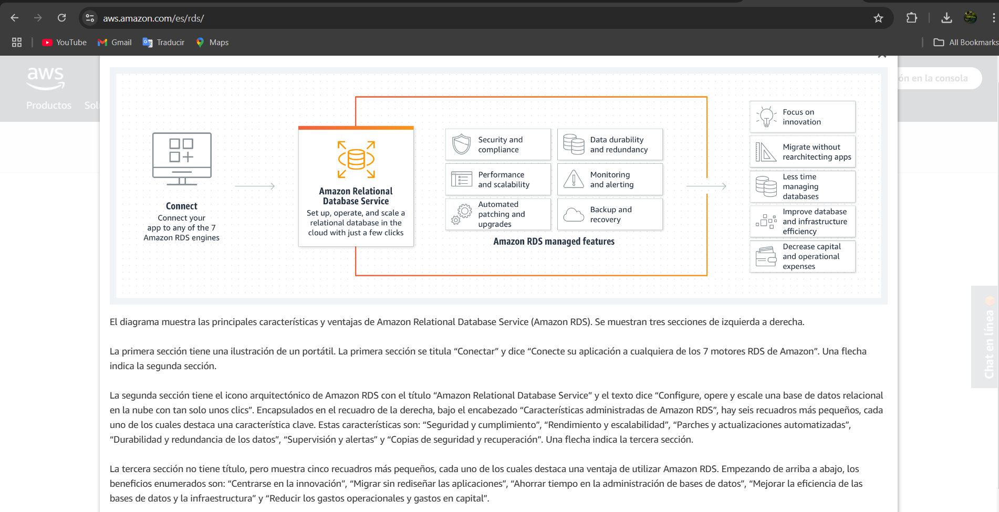 aws.amazon.com/es/rds/
YouTube
Gmail
Traducir
Maps
All Bookmarks
aws
ón en la consola
Productos
Sol
Connect
Connect your
app to any of the 7
Amazon RDS engines
Amazon Relational
Database Service
Set up, operate, and scale a
relational database in the
cloud with just a few clicks
Security and
compliance
Data durability
and redundancy
Performance
and scalability
Monitoring
and alerting
Automated
patching and
upgrades
Backup and
recovery
Amazon RDS managed features
Focus on
innovation
Migrate without
rearchitecting apps
Less time
managing
databases
Improve database
and infrastructure
efficiency
Decrease capital
and operational
expenses
El diagrama muestra las principales características y ventajas de Amazon Relational Database Service (Amazon RDS). Se muestran tres secciones de izquierda a derecha.
La primera sección tiene una ilustración de un portátil. La primera sección se titula “Conectar” y dice “Conecte su aplicación a cualquiera de los 7 motores RDS de Amazon”. Una flecha
indica la segunda sección.
La segunda sección tiene el icono arquitectónico de Amazon RDS con el título “Amazon Relational Database Service” y el texto dice “Configure, opere y escale una base de datos relacional
en la nube con tan solo unos clics”. Encapsulados en el recuadro de la derecha, bajo el encabezado “Características administradas de Amazon RDS”, hay seis recuadros más pequeños, cada
uno de los cuales destaca una característica clave. Estas características son: “Seguridad y cumplimiento”, “Rendimiento y escalabilidad”, “Parches y actualizaciones automatizadas”,
“Durabilidad y redundancia de los datos”, “Supervisión y alertas” y “Copias de seguridad y recuperación”. Una flecha indica la tercera sección.
La tercera sección no tiene título, pero muestra cinco recuadros más pequeños, cada uno de los cuales destaca una ventaja de utilizar Amazon RDS. Empezando de arriba a abajo, los
beneficios enumerados son: “Centrarse en la innovación”, “Migrar sin rediseñar las aplicaciones”, “Ahorrar tiempo en la administración de bases de datos”, “Mejorar la eficiencia de las
bases de datos y la infraestructura” y “Reducir los gastos operacionales y gastos en capital”.
Chat en línea